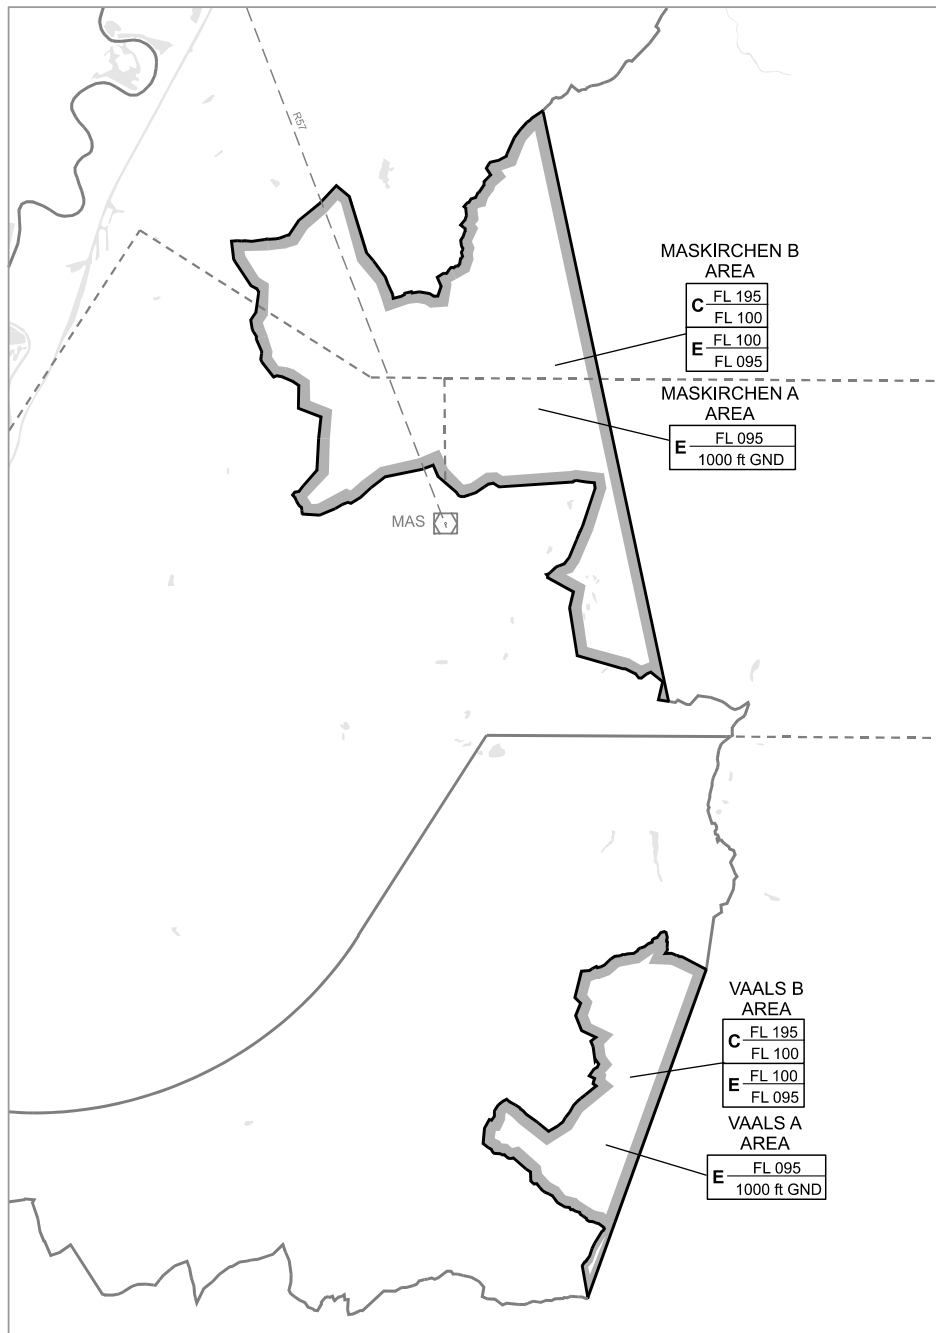 R57
MASKIRCHEN B
AREA
C FL 195
FL 100
E FL 100
FL 095
MASKIRCHEN A
AREA
E FL 095
1000 ft GND
MAS
VAALS B
AREA
C FL 195
FL 100
E FL 100
FL 095
VAALS A
AREA
E FL 095
1000 ft GND